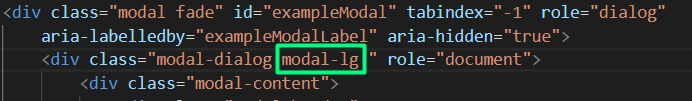 <div class="modal fade" id="exampleModal" tabindex="-1" role="dialog"
aria-labelledby="exampleModalLabel" aria-hidden="true">
<div class="modal-dialog modal-lg " role="document">
<div class="modal-content">